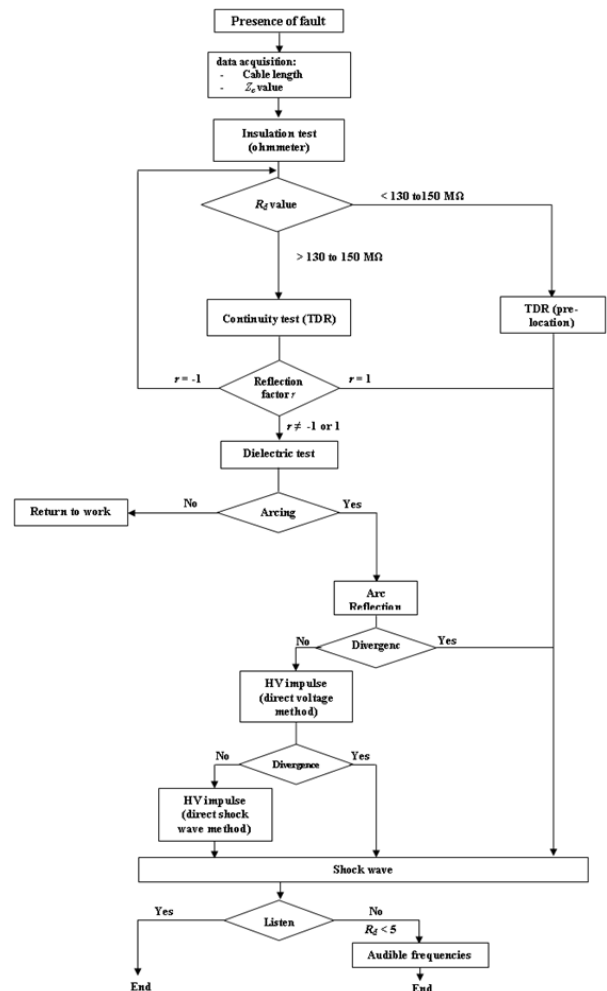 Presence of fault
data acquisition:
- Cable length
- Zc value
Insulation test
(ohmmeter)
Rd value
< 130 to150 MΩ
> 130 to 150 MΩ
Continuity test (TDR)
TDR (pre-
location)
r = -1
Reflection
factor r
r = 1
r ≠ -1 or 1
Dielectric test
No
Arcing
Yes
Return to work
Arc
Reflection
No
Divergenc
Yes
HV impulse
(direct voltage
method)
No
Divergence
Yes
HV impulse
(direct shock
wave method)
Shock wave
Yes
Listen
No
Rd < 5
Audible frequencies
End
End